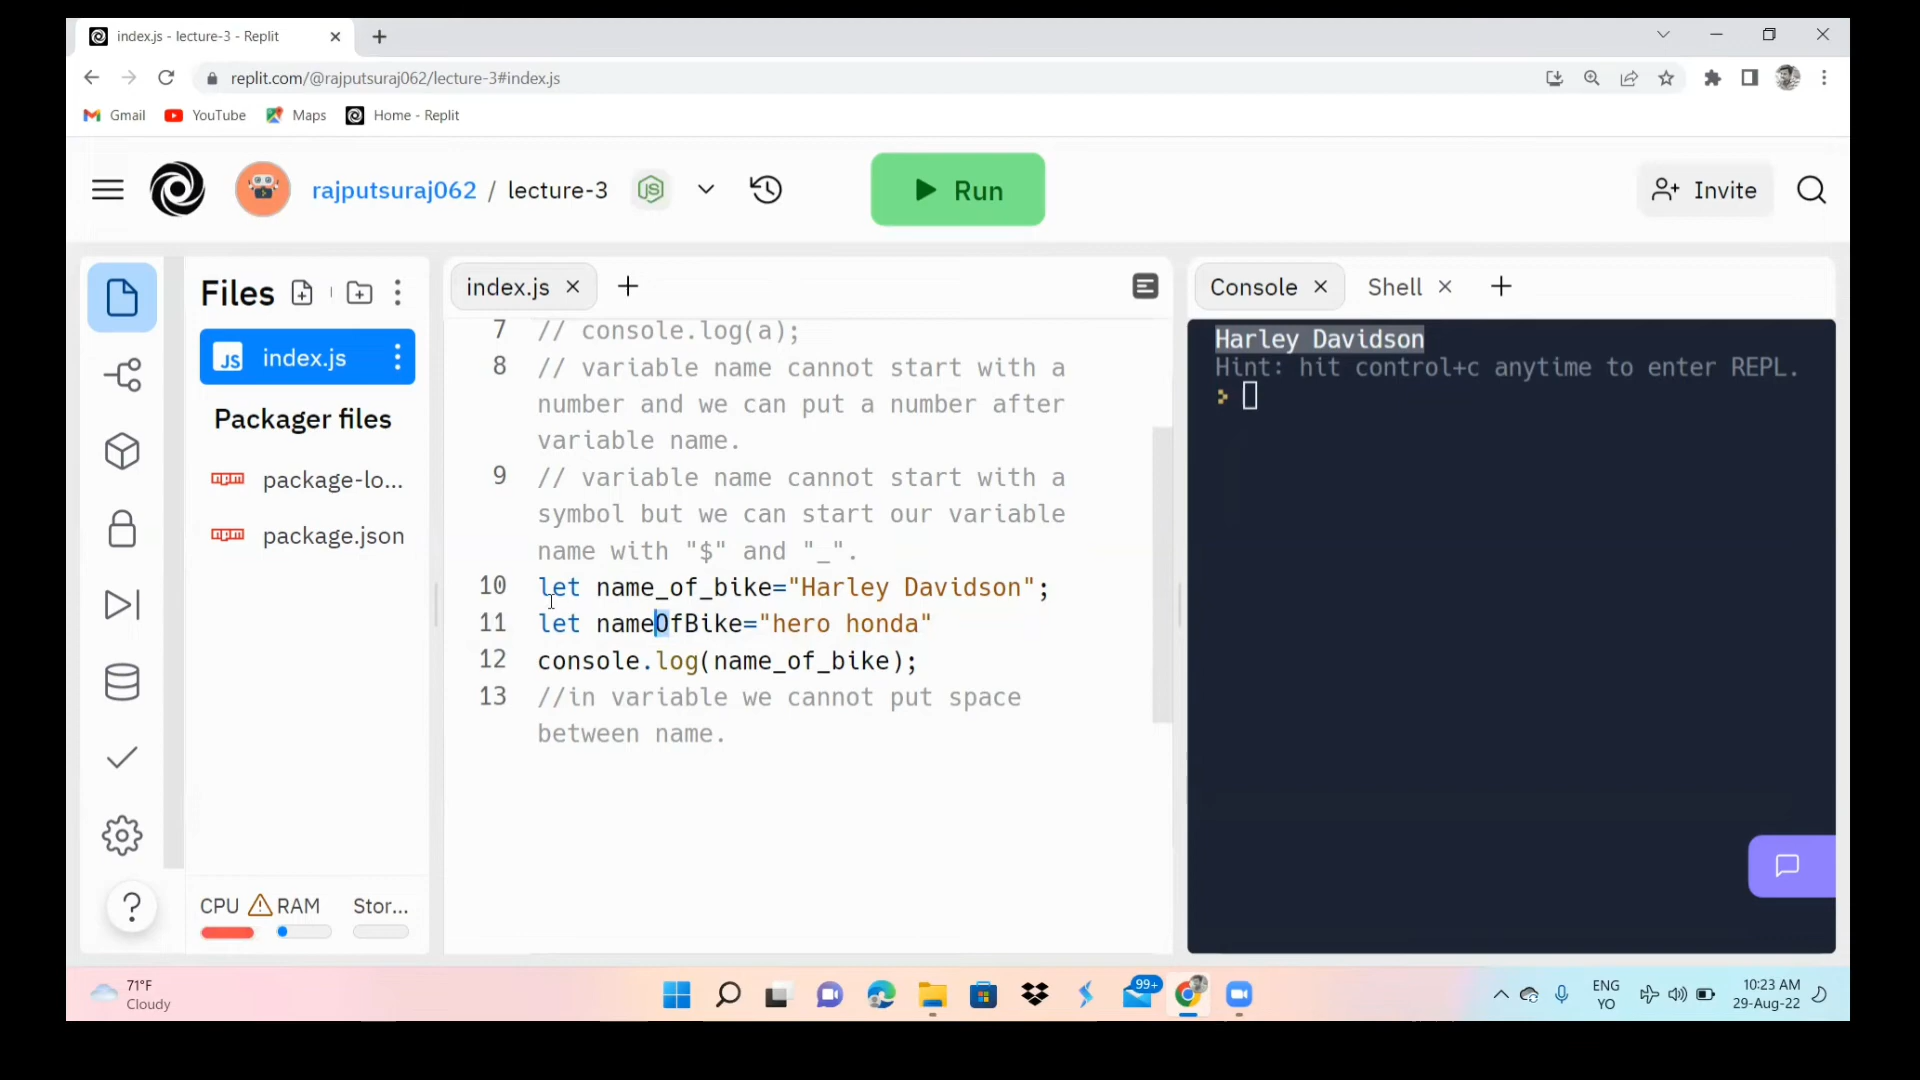 index.js - lecture-3 - Replit
replit.com/@rajputsuraj062/lecture-3#index.js
Gmail YouTube Maps Home - Replit
rajputsuraj062 / lecture-3
Run
Invite
Files
index.js
Packager files
package-lo...
package.json
CPU RAM Stor...
index.js
7 // console.log(a);
8 // variable name cannot start with a
number and we can put a number after
variable name.
9 // variable name cannot start with a
symbol but we can start our variable
name with "$" and "_".
10 let name_of_bike="Harley Davidson";
11 let nameOfBike="hero honda"
12 console.log(name_of_bike);
13 //in variable we cannot put space
between name.
Console Shell
Harley Davidson
Hint: hit control+c anytime to enter REPL.
71°F
Cloudy
99+
ENG
YO
10:23 AM
29-Aug-22